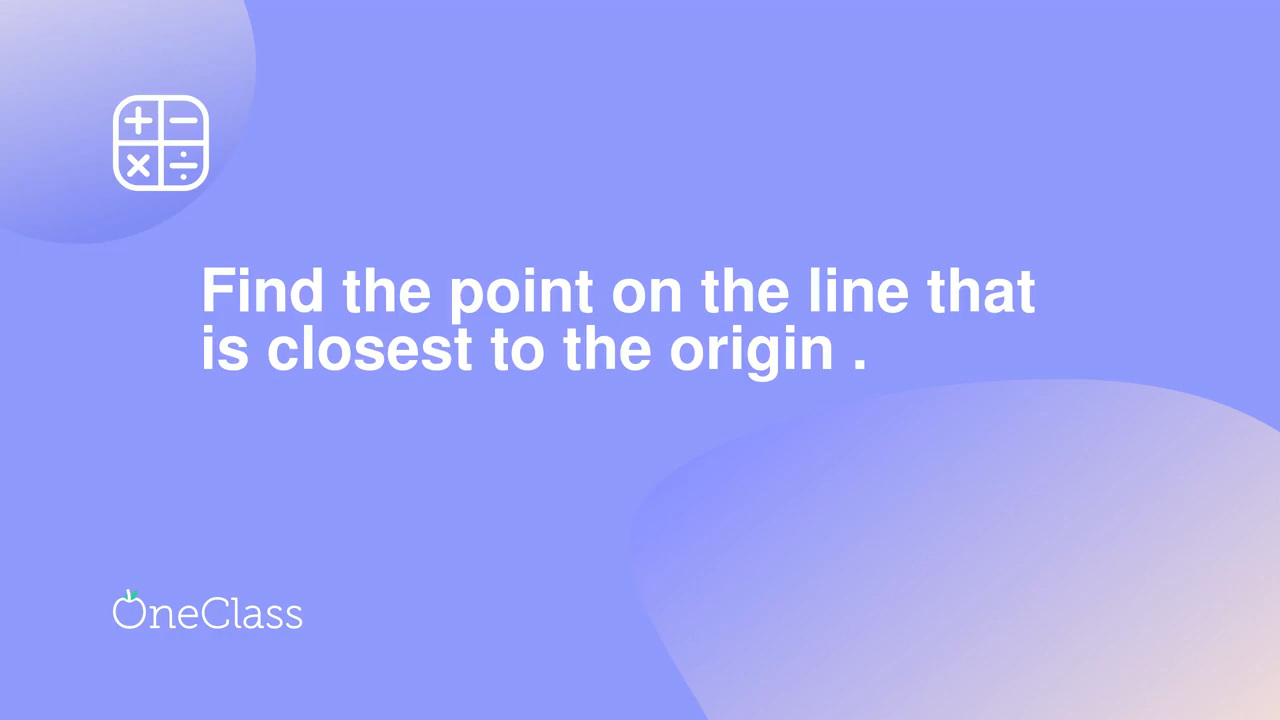 Find the point on the line that
is closest to the origin .
OneClass